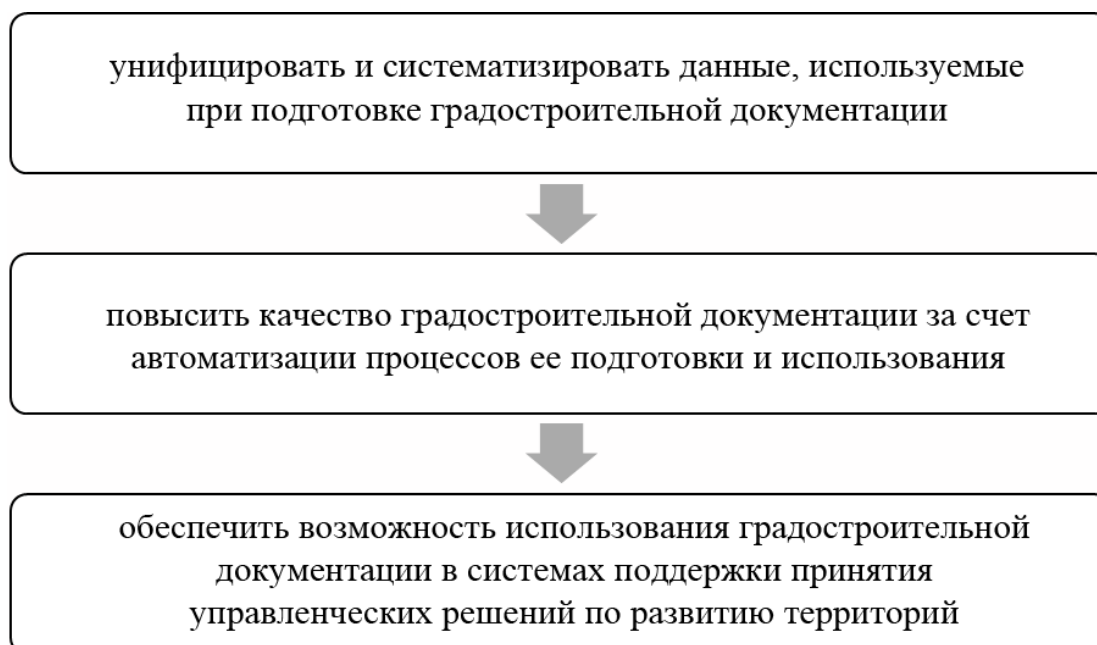 унифицировать и систематизировать данные, используемые
при подготовке градостроительной документации
повысить качество градостроительной документации за счет
автоматизации процессов ее подготовки и использования
обеспечить возможность использования градостроительной
документации в системах поддержки принятия
управленческих решений по развитию территорий